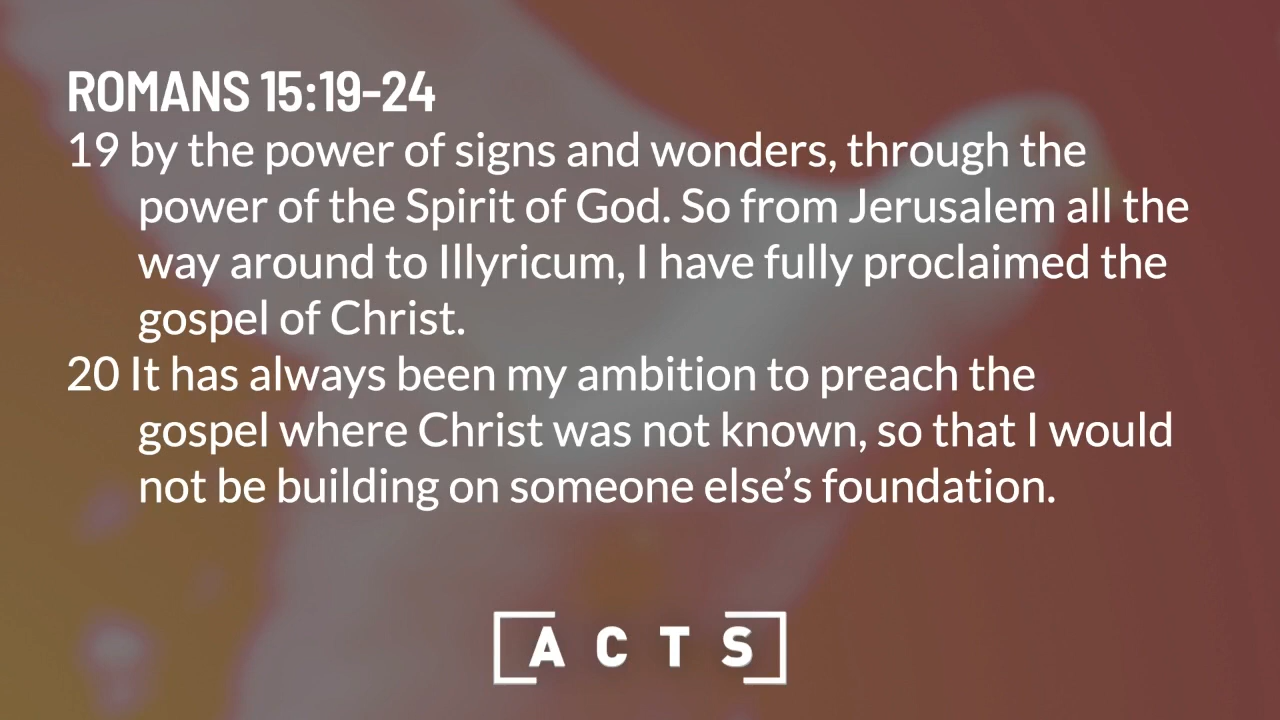 ROMANS 15:19-24
19 by the power of signs and wonders, through the
power of the Spirit of God. So from Jerusalem all the
way around to Illyricum, I have fully proclaimed the
gospel of Christ.
20 It has always been my ambition to preach the
gospel where Christ was not known, so that I would
not be building on someone else’s foundation.
ACTS